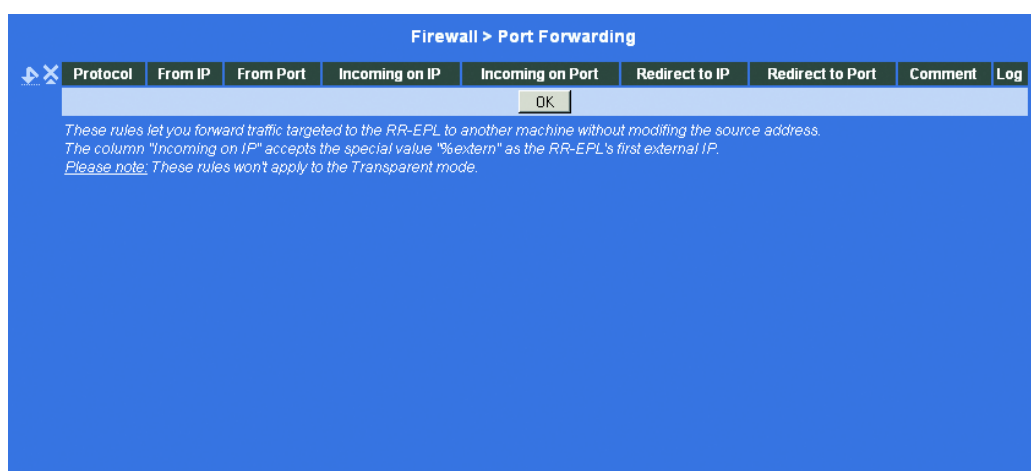 Firewall > Port Forwarding
Protocol From IP From Port Incoming on IP Incoming on Port Redirect to IP Redirect to Port Comment Log
OK
These rules let you forward traffic targeted to the RR-EPL to another machine without modifing the source address.
The column "Incoming on IP" accepts the special value "%extern" as the RR-EPL's first external IP.
Please note: These rules won't apply to the Transparent mode.